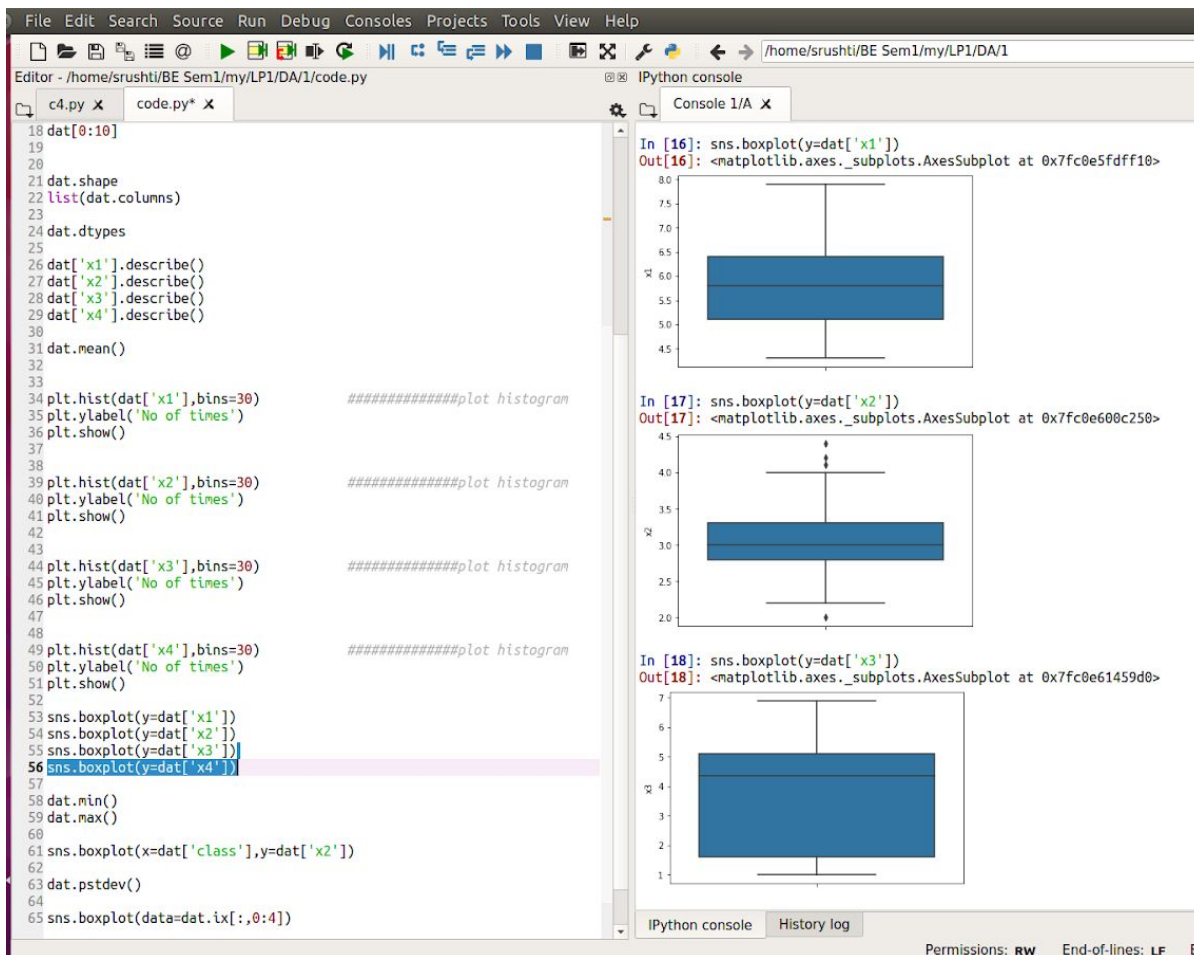 File Edit Search Source Run Debug Consoles Projects Tools View Help
/home/srushti/BE Sem1/my/LP1/DA/1
Editor - /home/srushti/BE Sem1/my/LP1/DA/1/code.py
c4.py
code.py*
18 dat[0:10]
19
20
21 dat.shape
22 list(dat.columns)
23
24 dat.dtypes
25
26 dat['x1'].describe()
27 dat['x2'].describe()
28 dat['x3'].describe()
29 dat['x4'].describe()
30
31 dat.mean()
32
33
34 plt.hist(dat['x1'],bins=30) ##############plot histogram
35 plt.ylabel('No of times')
36 plt.show()
37
38
39 plt.hist(dat['x2'],bins=30) ##############plot histogram
40 plt.ylabel('No of times')
41 plt.show()
42
43
44 plt.hist(dat['x3'],bins=30) ##############plot histogram
45 plt.ylabel('No of times')
46 plt.show()
47
48
49 plt.hist(dat['x4'],bins=30) ##############plot histogram
50 plt.ylabel('No of times')
51 plt.show()
52
53 sns.boxplot(y=dat['x1'])
54 sns.boxplot(y=dat['x2'])
55 sns.boxplot(y=dat['x3'])
56 sns.boxplot(y=dat['x4'])
57
58 dat.min()
59 dat.max()
60
61 sns.boxplot(x=dat['class'],y=dat['x2'])
62
63 dat.pstdev()
64
65 sns.boxplot(data=dat.ix[:,0:4])
IPython console
Console 1/A
In [16]: sns.boxplot(y=dat['x1'])
Out[16]: <matplotlib.axes._subplots.AxesSubplot at 0x7fc0e5fdff10>
8.0
7.5
7.0
6.5
6.0
5.5
5.0
4.5
x1
In [17]: sns.boxplot(y=dat['x2'])
Out[17]: <matplotlib.axes._subplots.AxesSubplot at 0x7fc0e600c250>
4.5
4.0
3.5
3.0
2.5
2.0
x2
In [18]: sns.boxplot(y=dat['x3'])
Out[18]: <matplotlib.axes._subplots.AxesSubplot at 0x7fc0e61459d0>
7
6
5
4
3
2
1
x3
IPython console
History log
Permissions: RW End-of-lines: LF